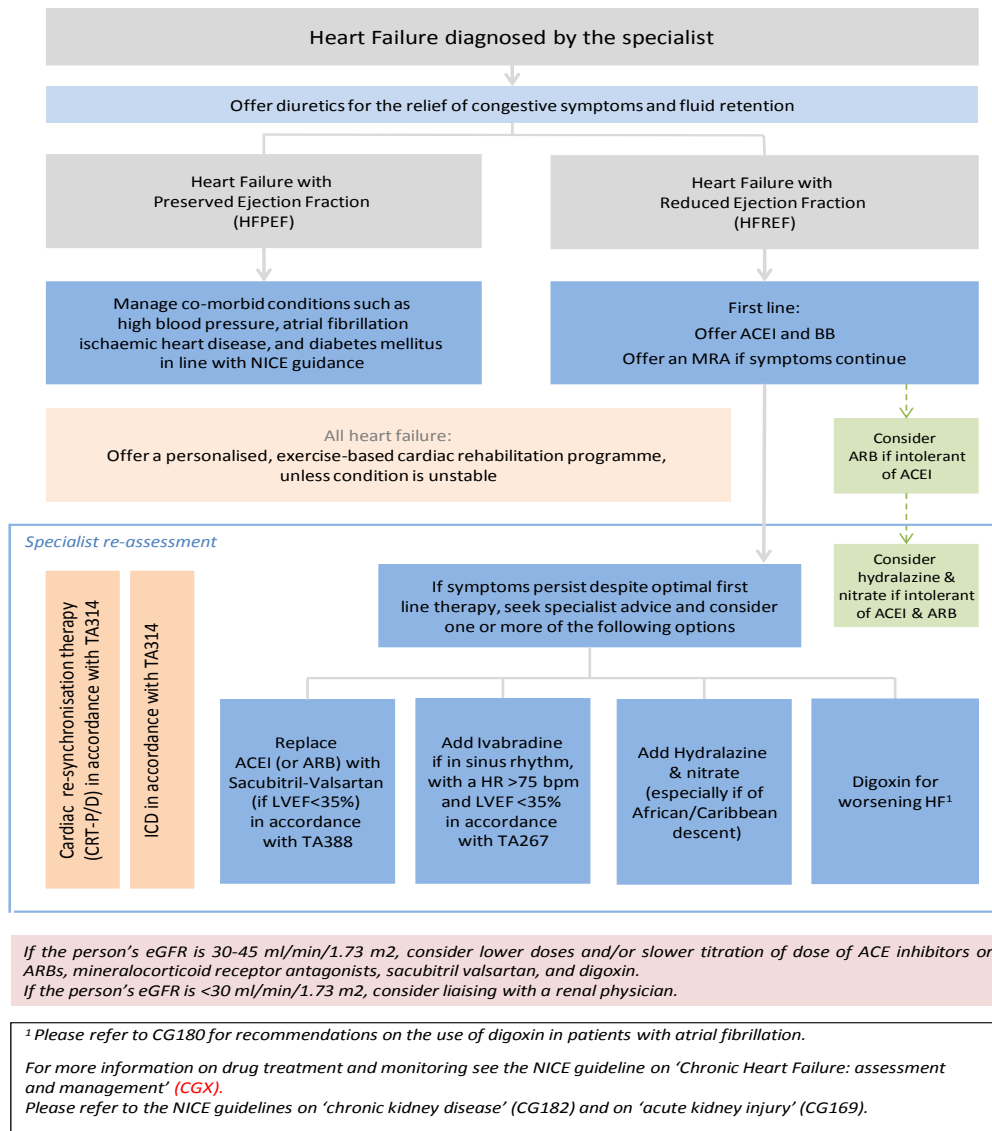 Heart Failure diagnosed by the specialist
Offer diuretics for the relief of congestive symptoms and fluid retention
Heart Failure with
Preserved Ejection Fraction
(HFPEF)
Heart Failure with
Reduced Ejection Fraction
(HFREF)
Manage co-morbid conditions such as
high blood pressure, atrial fibrillation
ischaemic heart disease, and diabetes mellitus
in line with NICE guidance
First line:
Offer ACEI and BB
Offer an MRA if symptoms continue
All heart failure:
Offer a personalised, exercise-based cardiac rehabilitation programme,
unless condition is unstable
Consider
ARB if intolerant
of ACEI
Specialist re-assessment
Consider
hydralazine &
nitrate if intolerant
of ACEI & ARB
If symptoms persist despite optimal first
line therapy, seek specialist advice and consider
one or more of the following options
Cardiac re-synchronisation therapy
(CRT-P/D) in accordance with TA314
ICD in accordance with TA314
Replace
ACEI (or ARB) with
Sacubitril-Valsartan
(if LVEF<35%)
in accordance
with TA388
Add Ivabradine
if in sinus rhythm,
with a HR >75 bpm
and LVEF <35%
in accordance
with TA267
Add Hydralazine
& nitrate
(especially if of
African/Caribbean
descent)
Digoxin for
worsening HF¹
If the person's eGFR is 30-45 ml/min/1.73 m2, consider lower doses and/or slower titration of dose of ACE inhibitors or
ARBs, mineralocorticoid receptor antagonists, sacubitril valsartan, and digoxin.
If the person's eGFR is <30 ml/min/1.73 m2, consider liaising with a renal physician.
¹ Please refer to CG180 for recommendations on the use of digoxin in patients with atrial fibrillation.
For more information on drug treatment and monitoring see the NICE guideline on 'Chronic Heart Failure: assessment
and management' (CGX).
Please refer to the NICE guidelines on 'chronic kidney disease' (CG182) and on 'acute kidney injury' (CG169).